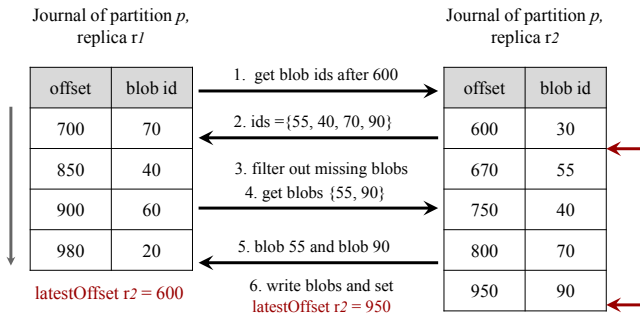 Journal of partition p,
replica r1
offset blob id
700 70
850 40
900 60
980 20
latestOffset r2 = 600
1. get blob ids after 600
2. ids ={55, 40, 70, 90}
3. filter out missing blobs
4. get blobs {55, 90}
5. blob 55 and blob 90
6. write blobs and set
latestOffset r2 = 950
Journal of partition p,
replica r2
offset blob id
600 30
670 55
750 40
800 70
950 90